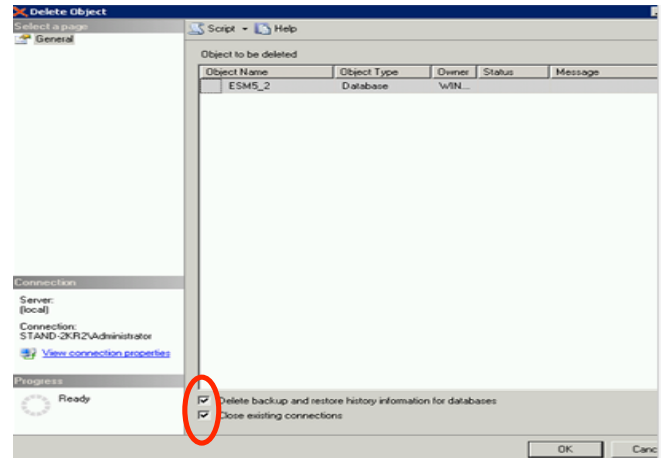 Delete Object
Select a page
General
Script Help
Object to be deleted
Object Name Object Type Owner Status Message
ESM5_2 Database WIN...
Connection
Server:
(local)
Connection:
STAND-2KR2\Administrator
View connection properties
Progress
Ready
Delete backup and restore history information for databases
Close existing connections
OK Canc